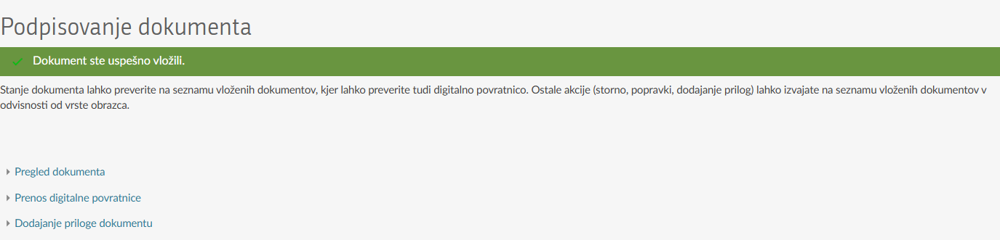 Podpisovanje dokumenta
Dokument ste uspešno vložili.
Stanje dokumenta lahko preverite na seznamu vloženih dokumentov, kjer lahko preverite tudi digitalno povratnico. Ostale akcije (storno, popravki, dodajanje prilog) lahko izvajate na seznamu vloženih dokumentov v
odvisnosti od vrste obrazca.
Pregled dokumenta
Prenos digitalne povratnice
Dodajanje priloge dokumentu